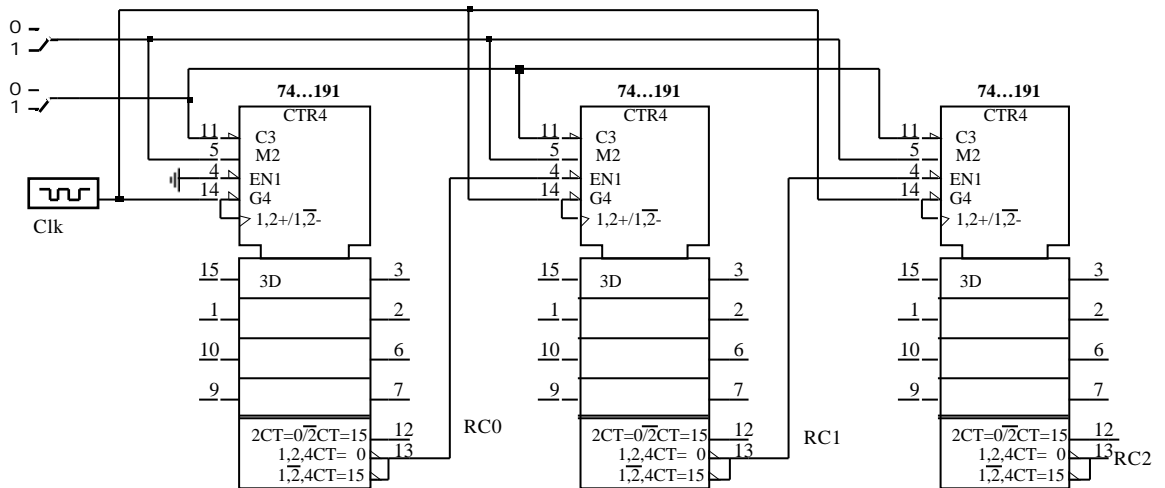 0
1
0
1
Clk
74…191
CTR4
11 C3
5 M2
4 EN1
14 G4
1,2+/1,2̅-
15 3D 3
1 2
10 6
9 7
2CT=0/2̅CT=15 12
1,2,4CT= 0 13
1,2̅,4CT=15
RC0
74…191
CTR4
11 C3
5 M2
4 EN1
14 G4
1,2+/1,2̅-
15 3D 3
1 2
10 6
9 7
2CT=0/2̅CT=15 12
1,2,4CT= 0 13
1,2̅,4CT=15
RC1
74…191
CTR4
11 C3
5 M2
4 EN1
14 G4
1,2+/1,2̅-
15 3D 3
1 2
10 6
9 7
2CT=0/2̅CT=15 12
1,2,4CT= 0 13
1,2̅,4CT=15
RC2